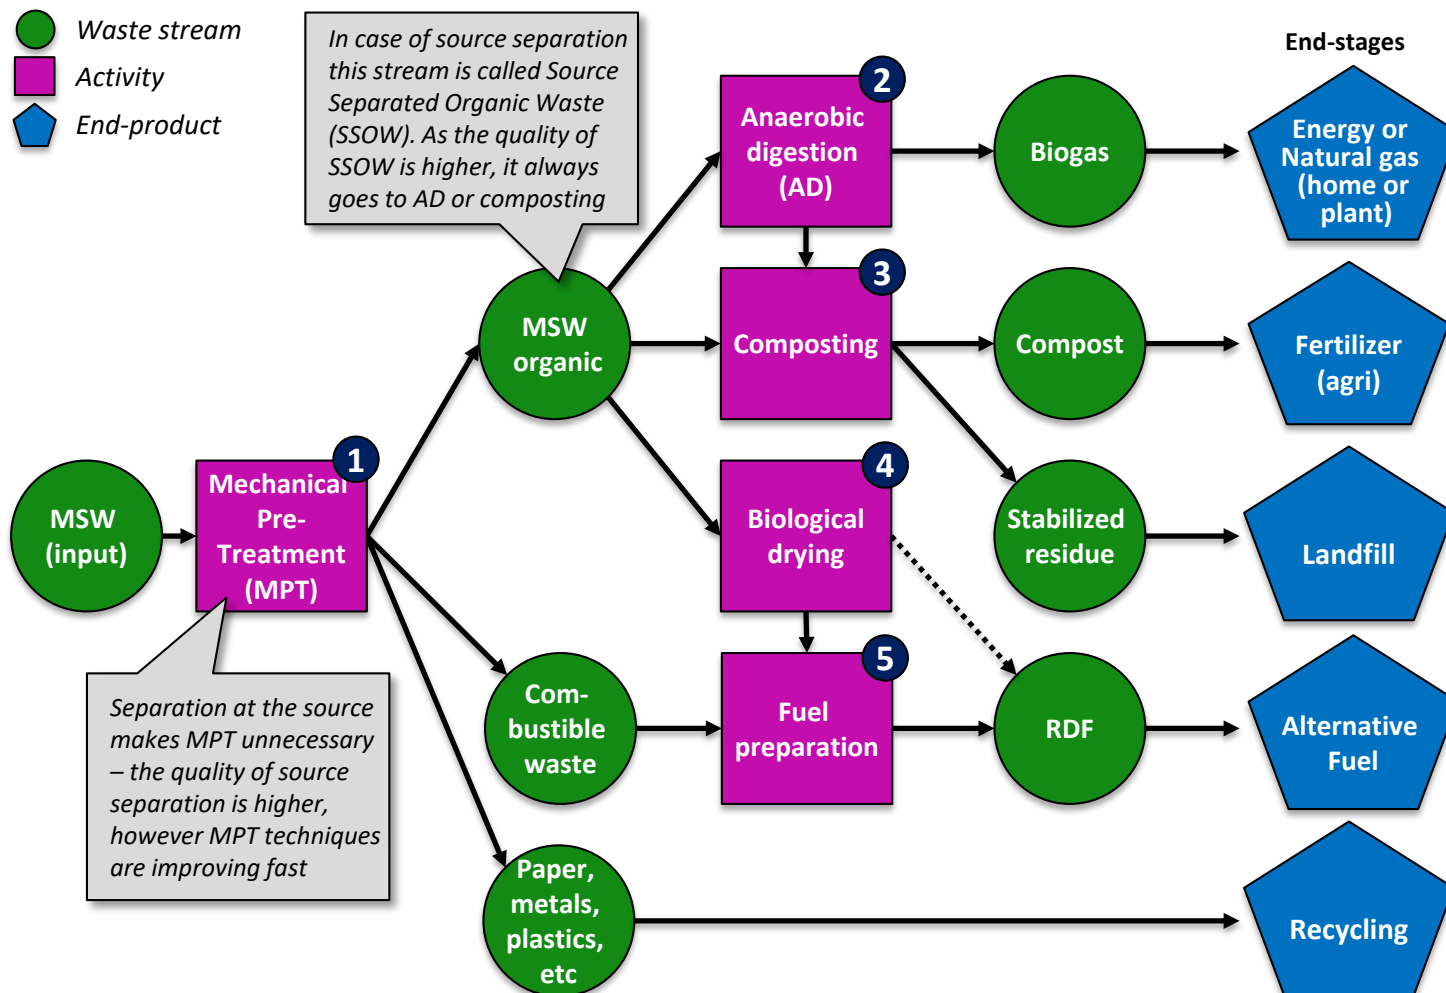 Waste stream
Activity
End-product
In case of source separation
this stream is called Source
Separated Organic Waste
(SSOW). As the quality of
SSOW is higher, it always
goes to AD or composting
End-stages
2
Anaerobic
digestion
(AD)
Biogas
Energy or
Natural gas
(home or
plant)
3
MSW
organic
Composting
Compost
Fertilizer
(agri)
1
MSW
(input)
Mechanical
Pre-
Treatment
(MPT)
4
Biological
drying
Stabilized
residue
Landfill
Separation at the source
makes MPT unnecessary
– the quality of source
separation is higher,
however MPT techniques
are improving fast
5
Com-
bustible
waste
Fuel
preparation
RDF
Alternative
Fuel
Paper,
metals,
plastics,
etc
Recycling